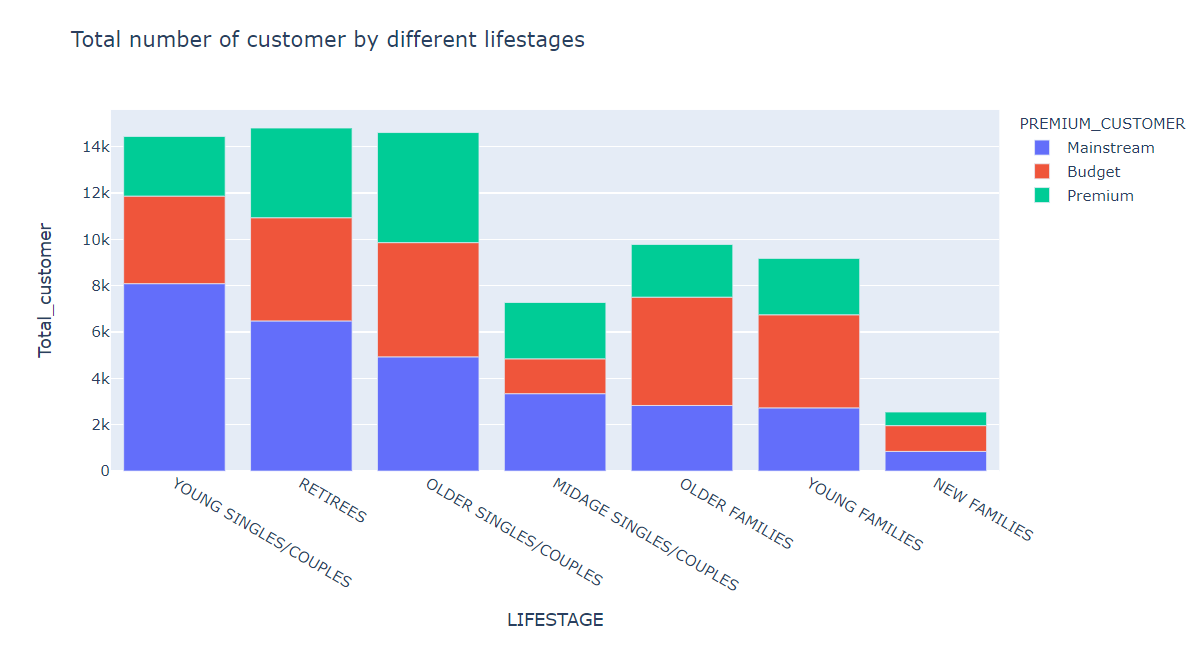 Total number of customer by different lifestages
PREMIUM_CUSTOMER
Mainstream
Budget
Premium
Total_customer
14k
12k
10k
8k
6k
4k
2k
0
YOUNG SINGLES/COUPLES
RETIREES
OLDER SINGLES/COUPLES
MIDAGE SINGLES/COUPLES
OLDER FAMILIES
YOUNG FAMILIES
NEW FAMILIES
LIFESTAGE